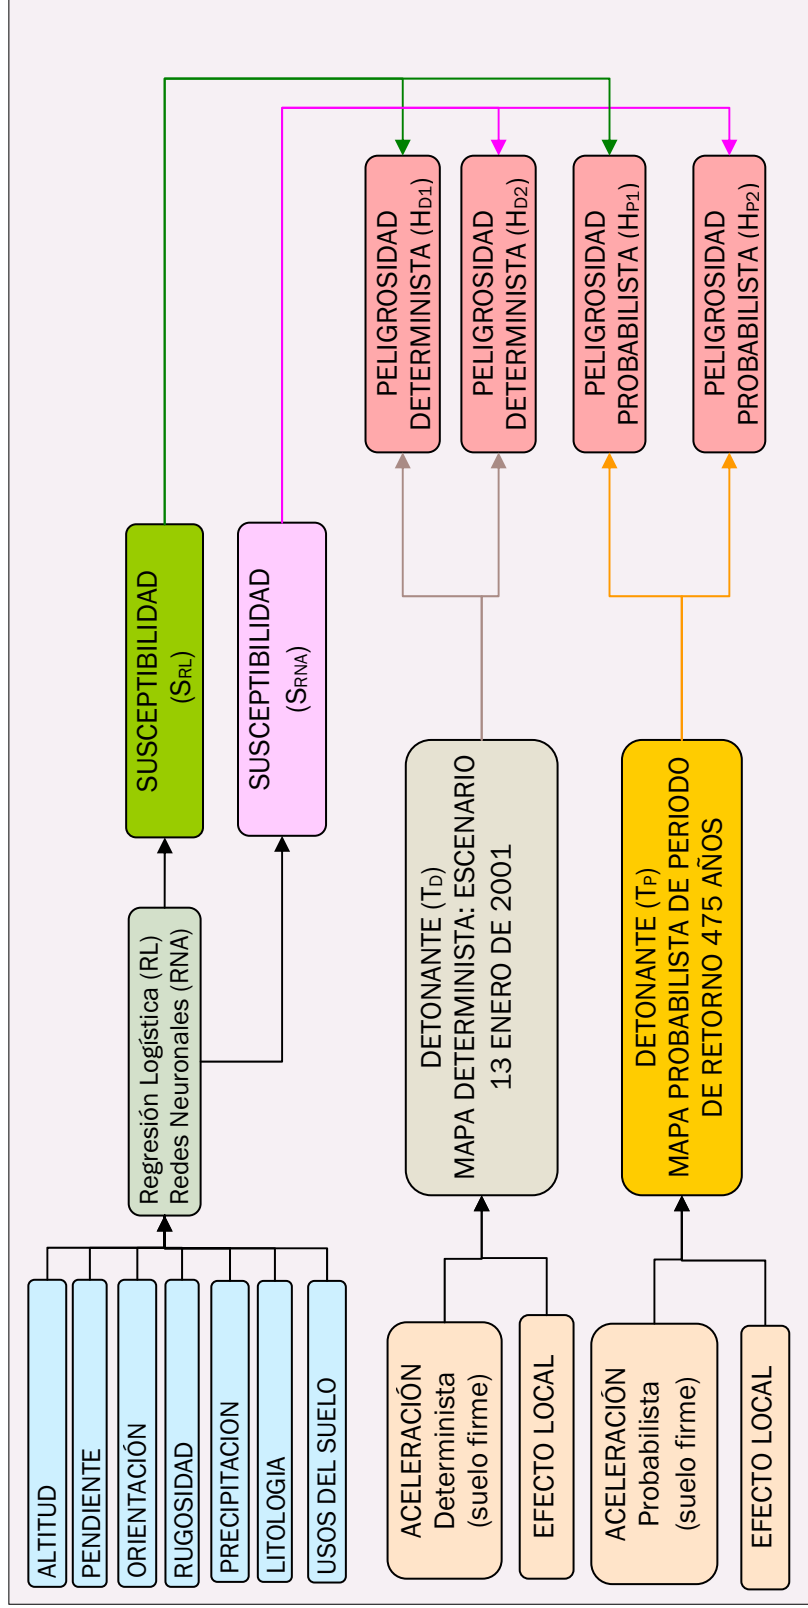 ALTITUD
PENDIENTE
ORIENTACIÓN
RUGOSIDAD
PRECIPITACION
LITOLOGIA
USOS DEL SUELO
Regresión Logística (RL)
Redes Neuronales (RNA)
SUSCEPTIBILIDAD
(SRL)
SUSCEPTIBILIDAD
(SRNA)
ACELERACIÓN
Determinista
(suelo firme)
EFECTO LOCAL
DETONANTE (TD)
MAPA DETERMINISTA: ESCENARIO
13 ENERO DE 2001
ACELERACIÓN
Probabilista
(suelo firme)
EFECTO LOCAL
DETONANTE (TP)
MAPA PROBABILISTA DE PERIODO
DE RETORNO 475 AÑOS
PELIGROSIDAD
DETERMINISTA (HD1)
PELIGROSIDAD
DETERMINISTA (HD2)
PELIGROSIDAD
PROBABILISTA (HP1)
PELIGROSIDAD
PROBABILISTA (HP2)